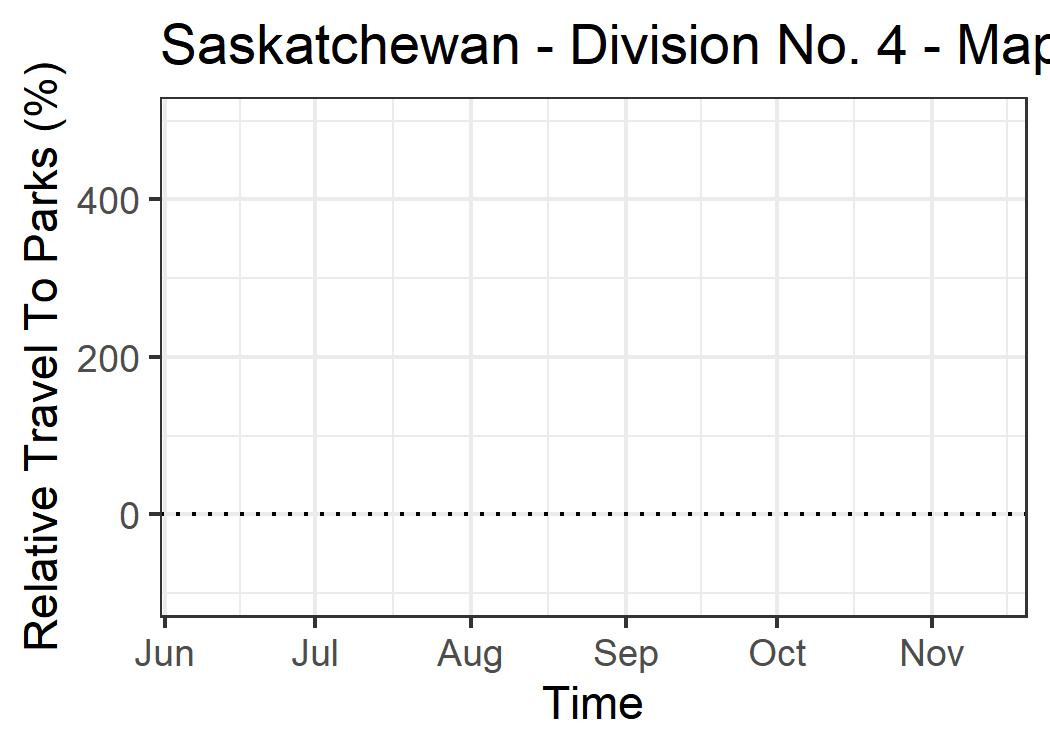 Saskatchewan - Division No. 4 - Map
Relative Travel To Parks (%)
400
200
0
Jun Jul Aug Sep Oct Nov
Time